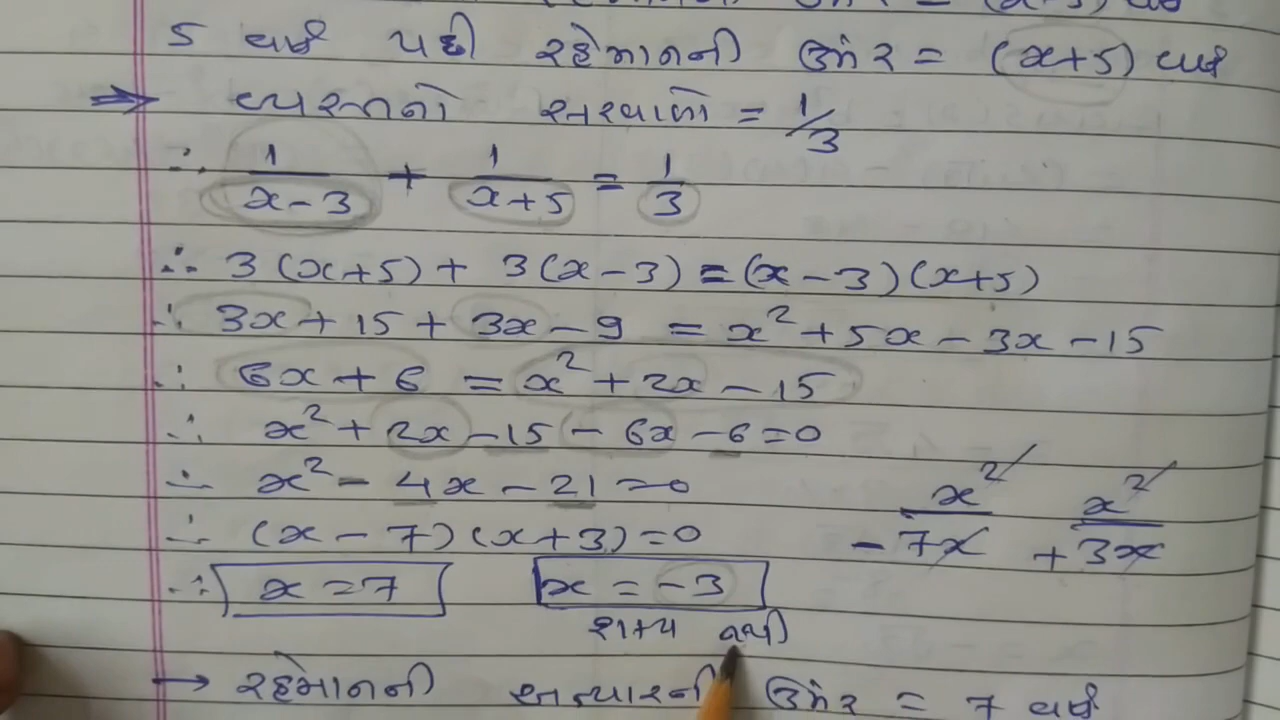 5 વર્ષ પછી રહેમાનની ઉંમર = (x+5) વર્ષ
⇒ વ્યસ્તનો સરવાળો = 1/3
∴ 1/(x-3) + 1/(x+5) = 1/3
∴ 3(x+5) + 3(x-3) = (x-3)(x+5)
∴ 3x+15+3x-9 = x²+5x-3x-15
∴ 6x+6 = x²+2x-15
∴ x²+2x-15-6x-6=0
∴ x²-4x-21=0
∴ (x-7)(x+3)=0
x²/-7x x²/+3x
∴ x=7 x=-3
શક્ય નથી
→ રહેમાનની અત્યારની ઉંમર = 7 વર્ષ